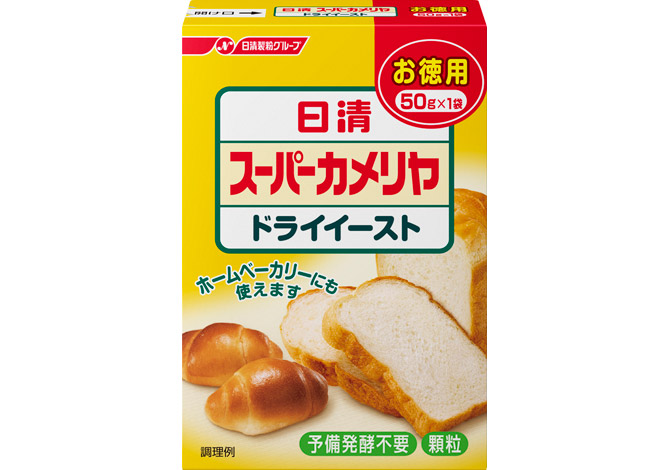 開け口→
日清 スーパーカメリヤ
ドライイースト
お徳用
50g×1袋
日清製粉グループ
お徳用
50g×1袋
日清
スーパーカメリヤ
ドライイースト
ホームベーカリーにも
使えます
予備発酵不要 顆粒
調理例